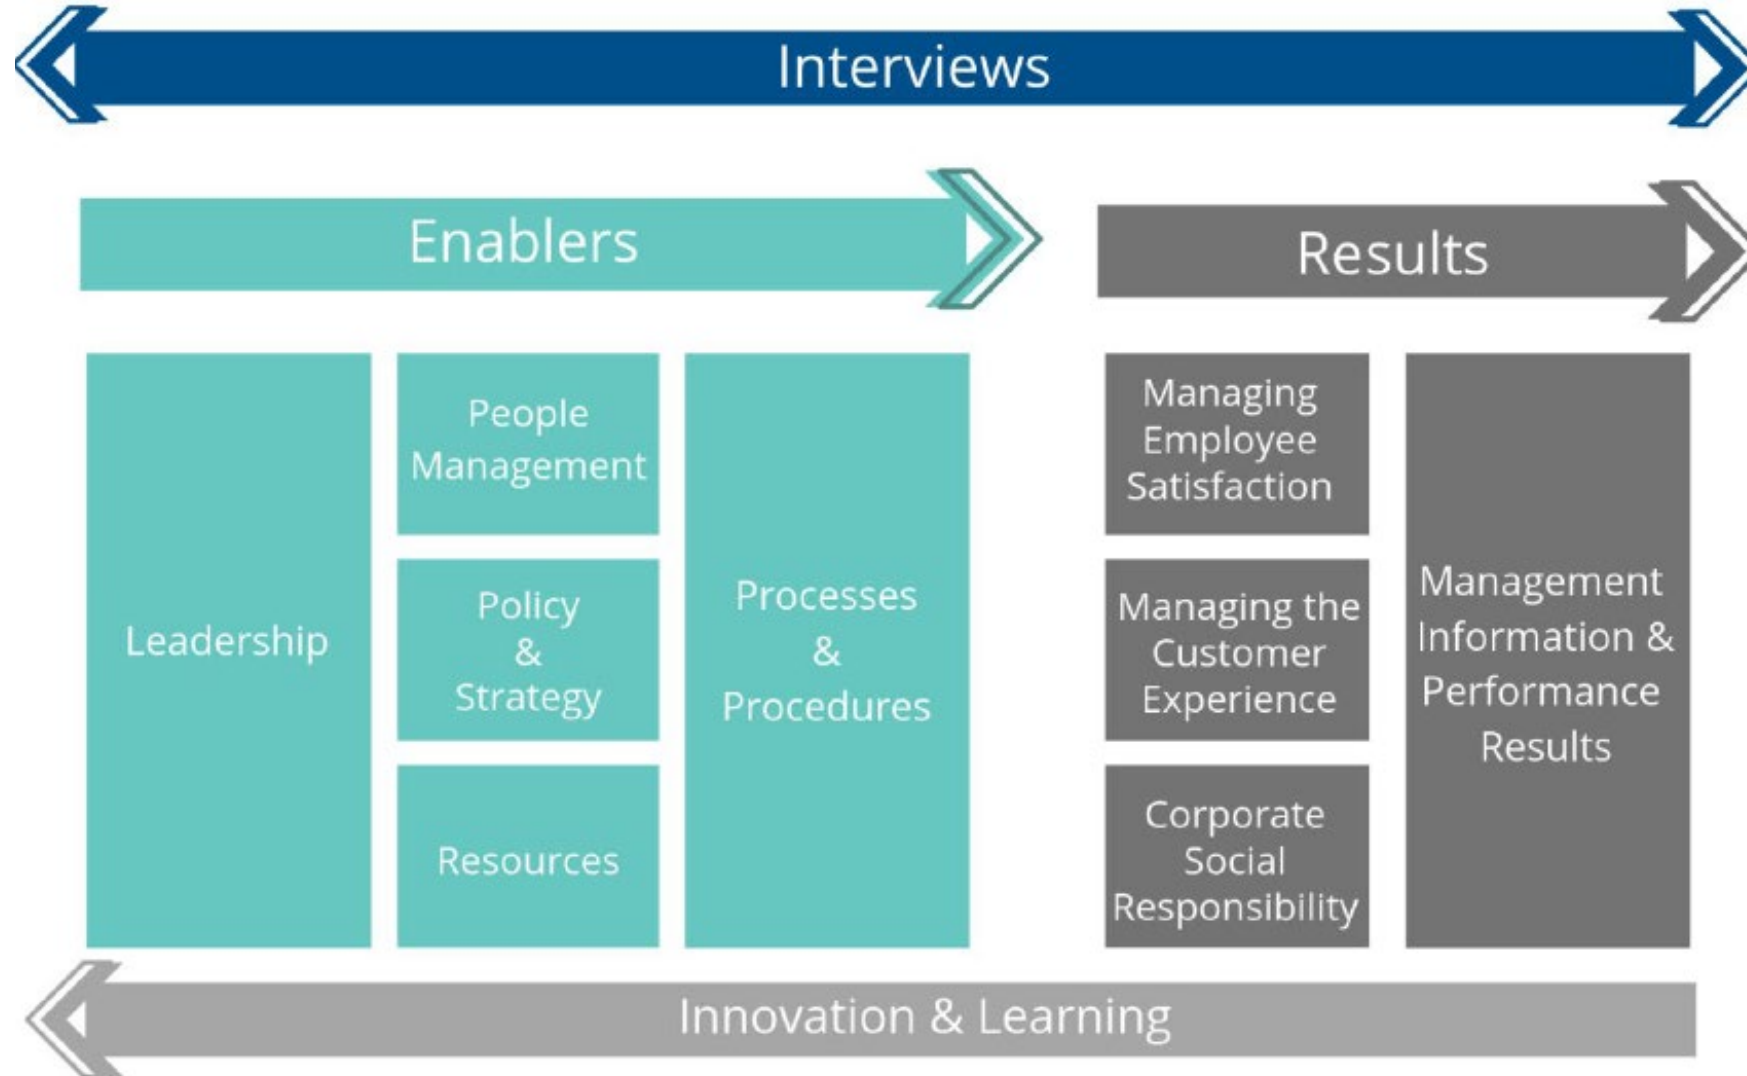 Interviews
Enablers
Results
Leadership
People
Management
Policy
&
Strategy
Resources
Processes
&
Procedures
Managing
Employee
Satisfaction
Managing the
Customer
Experience
Corporate
Social
Responsibility
Management
Information &
Performance
Results
Innovation & Learning